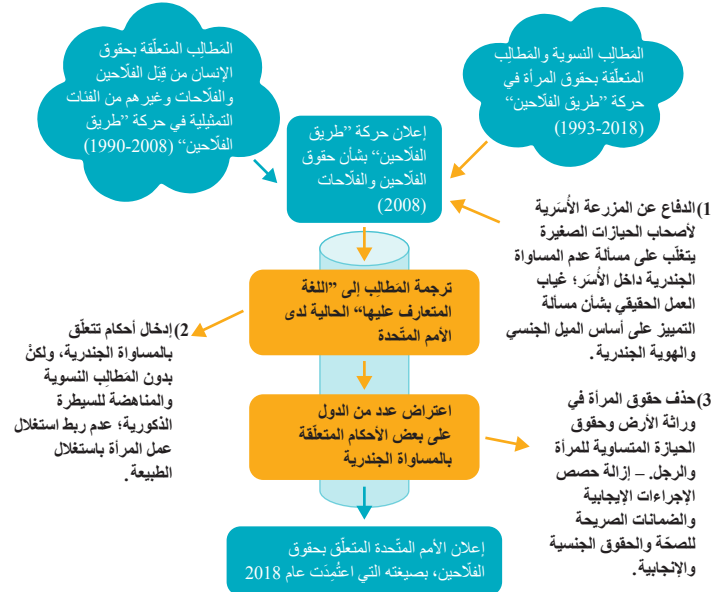 المَطالِب المتعلّقة بحقوق
الإنسان من قِبَل الفلّاحين
والفلّاحات وغيرهم من الفئات
التمثيلية في حركة ”طريق
الفلّاحين“ (1990-2008)
المَطالِب النسوية والمَطالِب
المتعلّقة بحقوق المرأة في
حركة ”طريق الفلّاحين“
(1993-2018)
إعلان حركة ”طريق
الفلّاحين“ بشأن حقوق
الفلّاحين والفلّاحات
(2008)
1)الدفاع عن المزرعة الأُسَرية
لأصحاب الحيازات الصغيرة
يتغلّب على مسألة عدم المساواة
الجندرية داخل الأُسَر؛ غياب
العمل الحقيقي بشأن مسألة
التمييز على أساس الميل الجنسي
والهوية الجندرية.
ترجمة المَطالِب إلى ”اللغة
المتعارف عليها“ الحالية لدى
الأمم المتّحدة
2)إدخال أحكام تتعلّق
بالمساواة الجندرية، ولكنْ
بدون المَطالِب النسوية
والمناهضة للسيطرة
الذكورية؛ عدم ربط استغلال
عمل المرأة باستغلال
الطبيعة.
اعتراض عدد من الدول
على بعض الأحكام المتعلّقة
بالمساواة الجندرية
3)حذف حقوق المرأة في
وراثة الأرض وحقوق
الحيازة المتساوية للمرأة
والرجل. – إزالة حصص
الإجراءات الإيجابية
والضمانات الصريحة
للصحّة والحقوق الجنسية
والإنجابية.
إعلان الأمم المتّحدة المتعلّق بحقوق
الفلّاحين، بصيغته التي اعتُمِدَت عام 2018